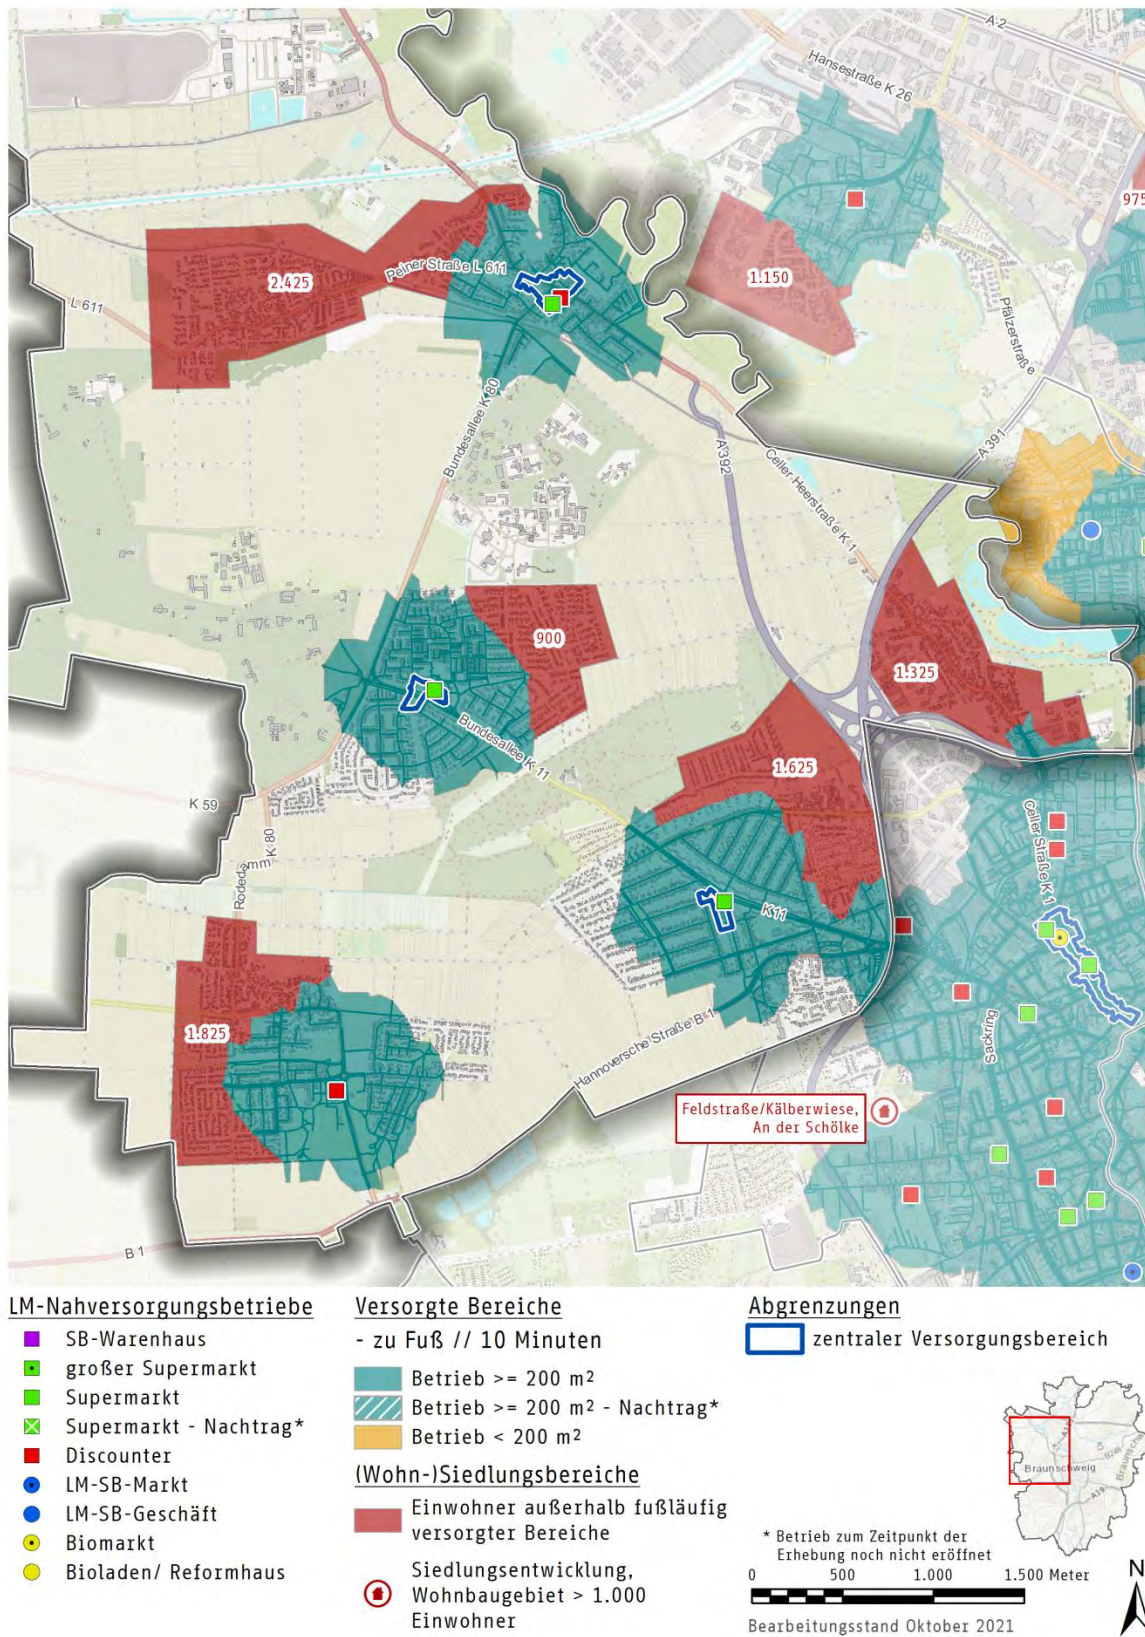 A 2
Hansestraße K 26
975
2.425
Peiner Straße L 611
1.150
L 611
Pfälzerstraße
Bundesallee K 80
A 392
A 391
Celler Heerstraße K 1
900
1.325
Bundesallee K 11
1.625
K 59
K 80
Celler Straße K 1
K11
1.825
Sackring
Hannoversche Straße B 1
Feldstraße/Kälberwiese,
An der Schölke
B 1
LM-Nahversorgungsbetriebe
SB-Warenhaus
großer Supermarkt
Supermarkt
Supermarkt - Nachtrag*
Discounter
LM-SB-Markt
LM-SB-Geschäft
Biomarkt
Bioladen/ Reformhaus
Versorgte Bereiche
- zu Fuß // 10 Minuten
Betrieb >= 200 m²
Betrieb >= 200 m² - Nachtrag*
Betrieb < 200 m²
(Wohn-)Siedlungsbereiche
Einwohner außerhalb fußläufig
versorgter Bereiche
Siedlungsentwicklung,
Wohnbaugebiet > 1.000
Einwohner
Abgrenzungen
zentraler Versorgungsbereich
Braunschweig
A39
* Betrieb zum Zeitpunkt der
Erhebung noch nicht eröffnet
0 500 1.000 1.500 Meter
N
Bearbeitungsstand Oktober 2021